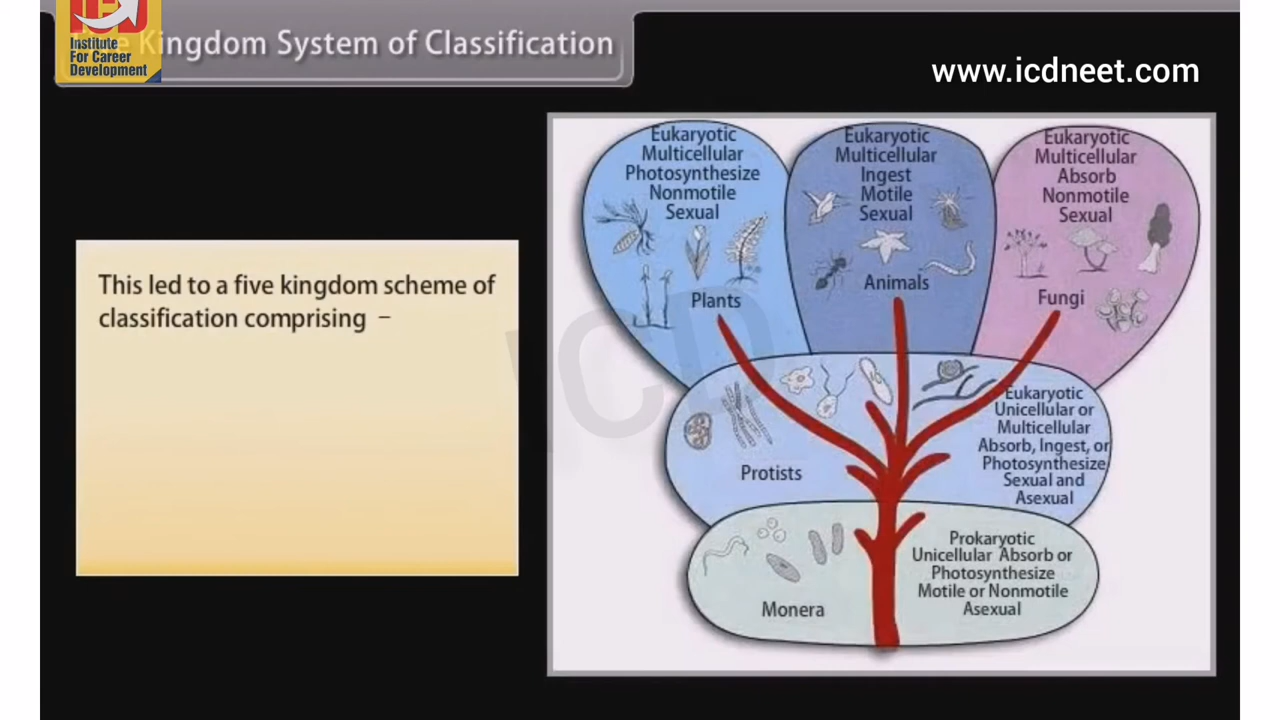 Institute
For Career
Development
Kingdom System of Classification
www.icdneet.com
This led to a five kingdom scheme of
classification comprising –
Eukaryotic
Multicellular
Photosynthesize
Nonmotile
Sexual
Plants
Eukaryotic
Multicellular
Ingest
Motile
Sexual
Animals
Eukaryotic
Multicellular
Absorb
Nonmotile
Sexual
Fungi
Protists
Eukaryotic
Unicellular or
Multicellular
Absorb, Ingest, or
Photosynthesize
Sexual and
Asexual
Monera
Prokaryotic
Unicellular Absorb or
Photosynthesize
Motile or Nonmotile
Asexual
ICD